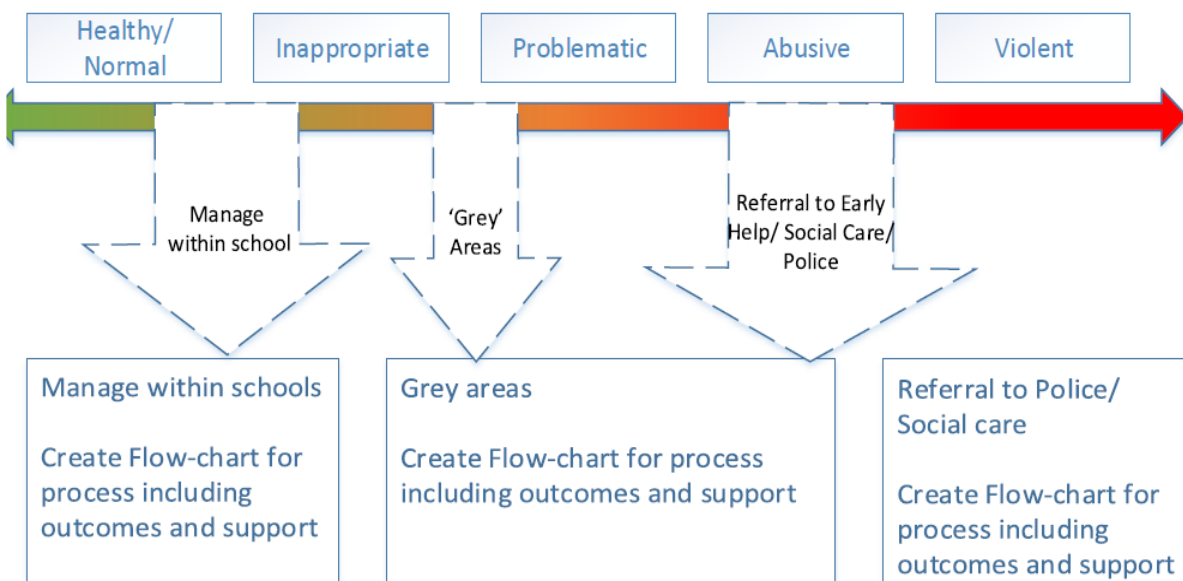 Healthy/
Normal
Inappropriate
Problematic
Abusive
Violent
Manage
within school
‘Grey’
Areas
Referral to Early
Help/ Social Care/
Police
Manage within schools
Create Flow-chart for
process including
outcomes and support
Grey areas
Create Flow-chart for process
including outcomes and support
Referral to Police/
Social care
Create Flow-chart for
process including
outcomes and support